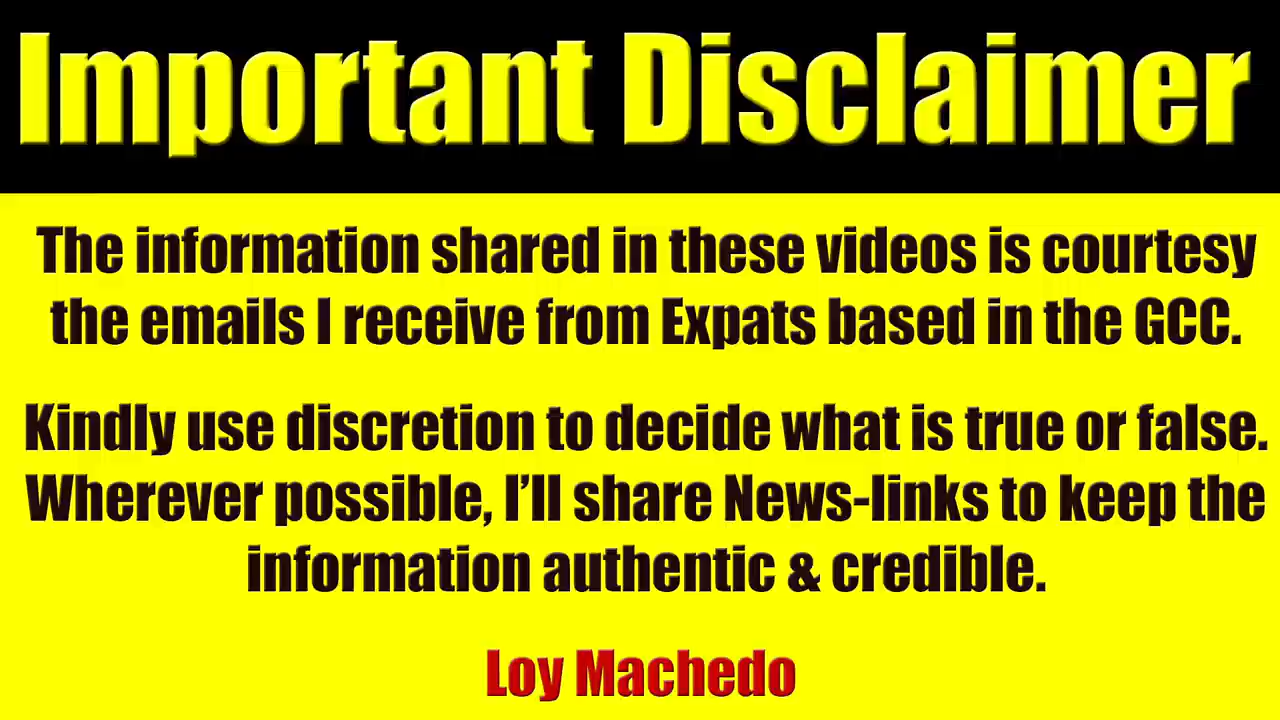 Important Disclaimer
The information shared in these videos is courtesy
the emails I receive from Expats based in the GCC.
Kindly use discretion to decide what is true or false.
Wherever possible, I’ll share News-links to keep the
information authentic & credible.
Loy Machedo